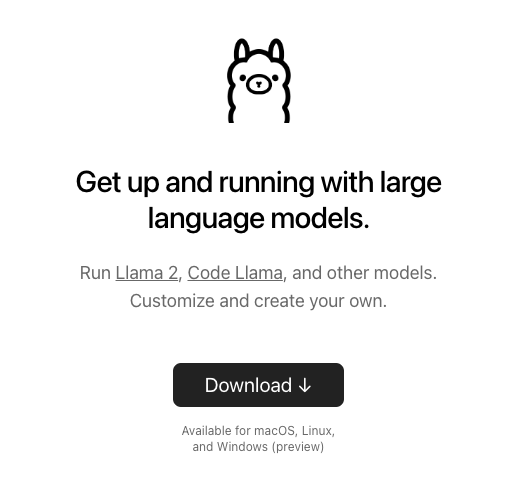 Get up and running with large
language models.
Run Llama 2, Code Llama, and other models.
Customize and create your own.
Download ↓
Available for macOS, Linux,
and Windows (preview)